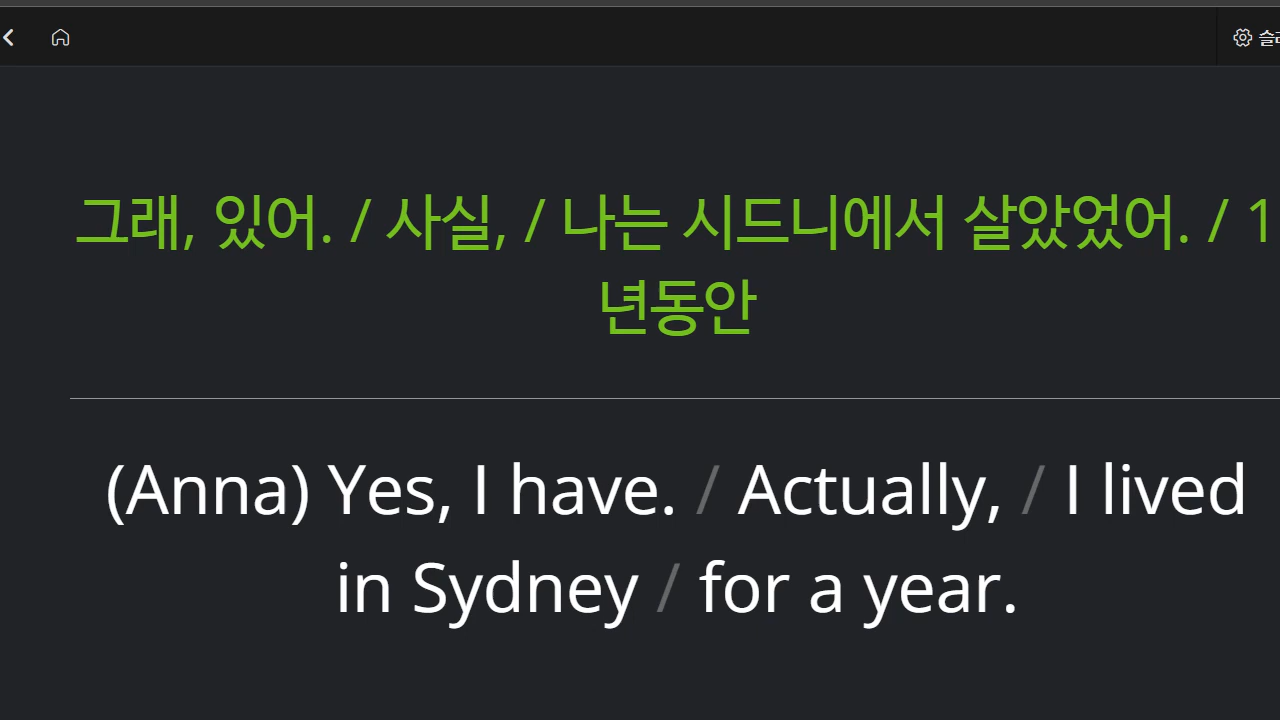 그래, 있어. / 사실, / 나는 시드니에서 살았었어. / 1
년동안
(Anna) Yes, I have. / Actually, / I lived
in Sydney / for a year.